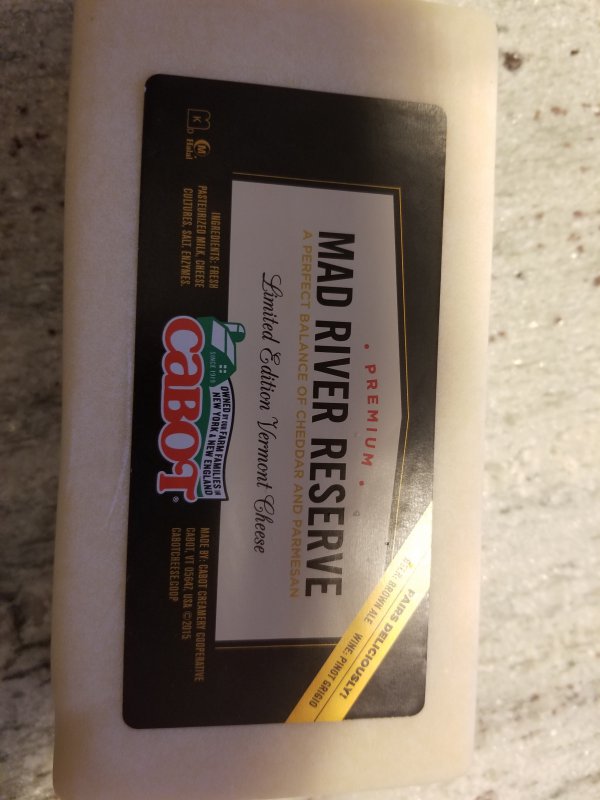 • PREMIUM •
MAD RIVER RESERVE
A PERFECT BALANCE OF CHEDDAR AND PARMESAN
Limited Edition Vermont Cheese
PAIRS DELICIOUSLY!
BROWN ALE WINE: PINOT GRIGIO
K D
M
Halal
INGREDIENTS: FRESH
PASTEURIZED MILK, CHEESE
CULTURES, SALT, ENZYMES.
OWNED BY OUR FARM FAMILIES IN
NEW YORK & NEW ENGLAND
SINCE 1919
CABOT®
MADE BY: CABOT CREAMERY COOPERATIVE
CABOT, VT 05647, USA ©2015
CABOTCHEESE.COOP